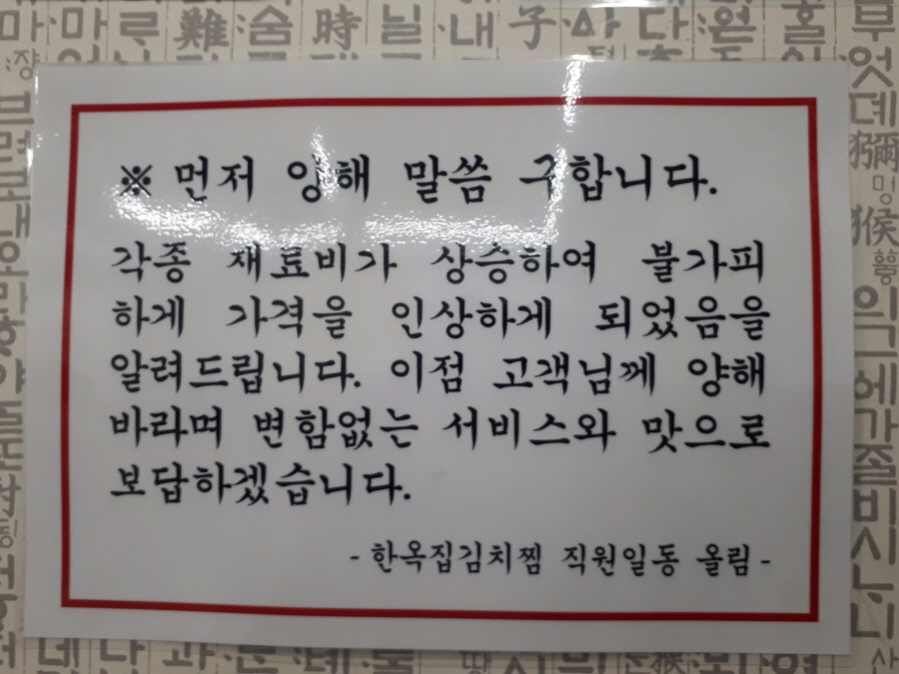 ※ 먼저 양해 말씀 구합니다.
각종 재료비가 상승하여 불가피
하게 가격을 인상하게 되었음을
알려드립니다. 이점 고객님께 양해
바라며 변함없는 서비스와 맛으로
보답하겠습니다.
- 한옥집김치찜 직원일동 올림 -